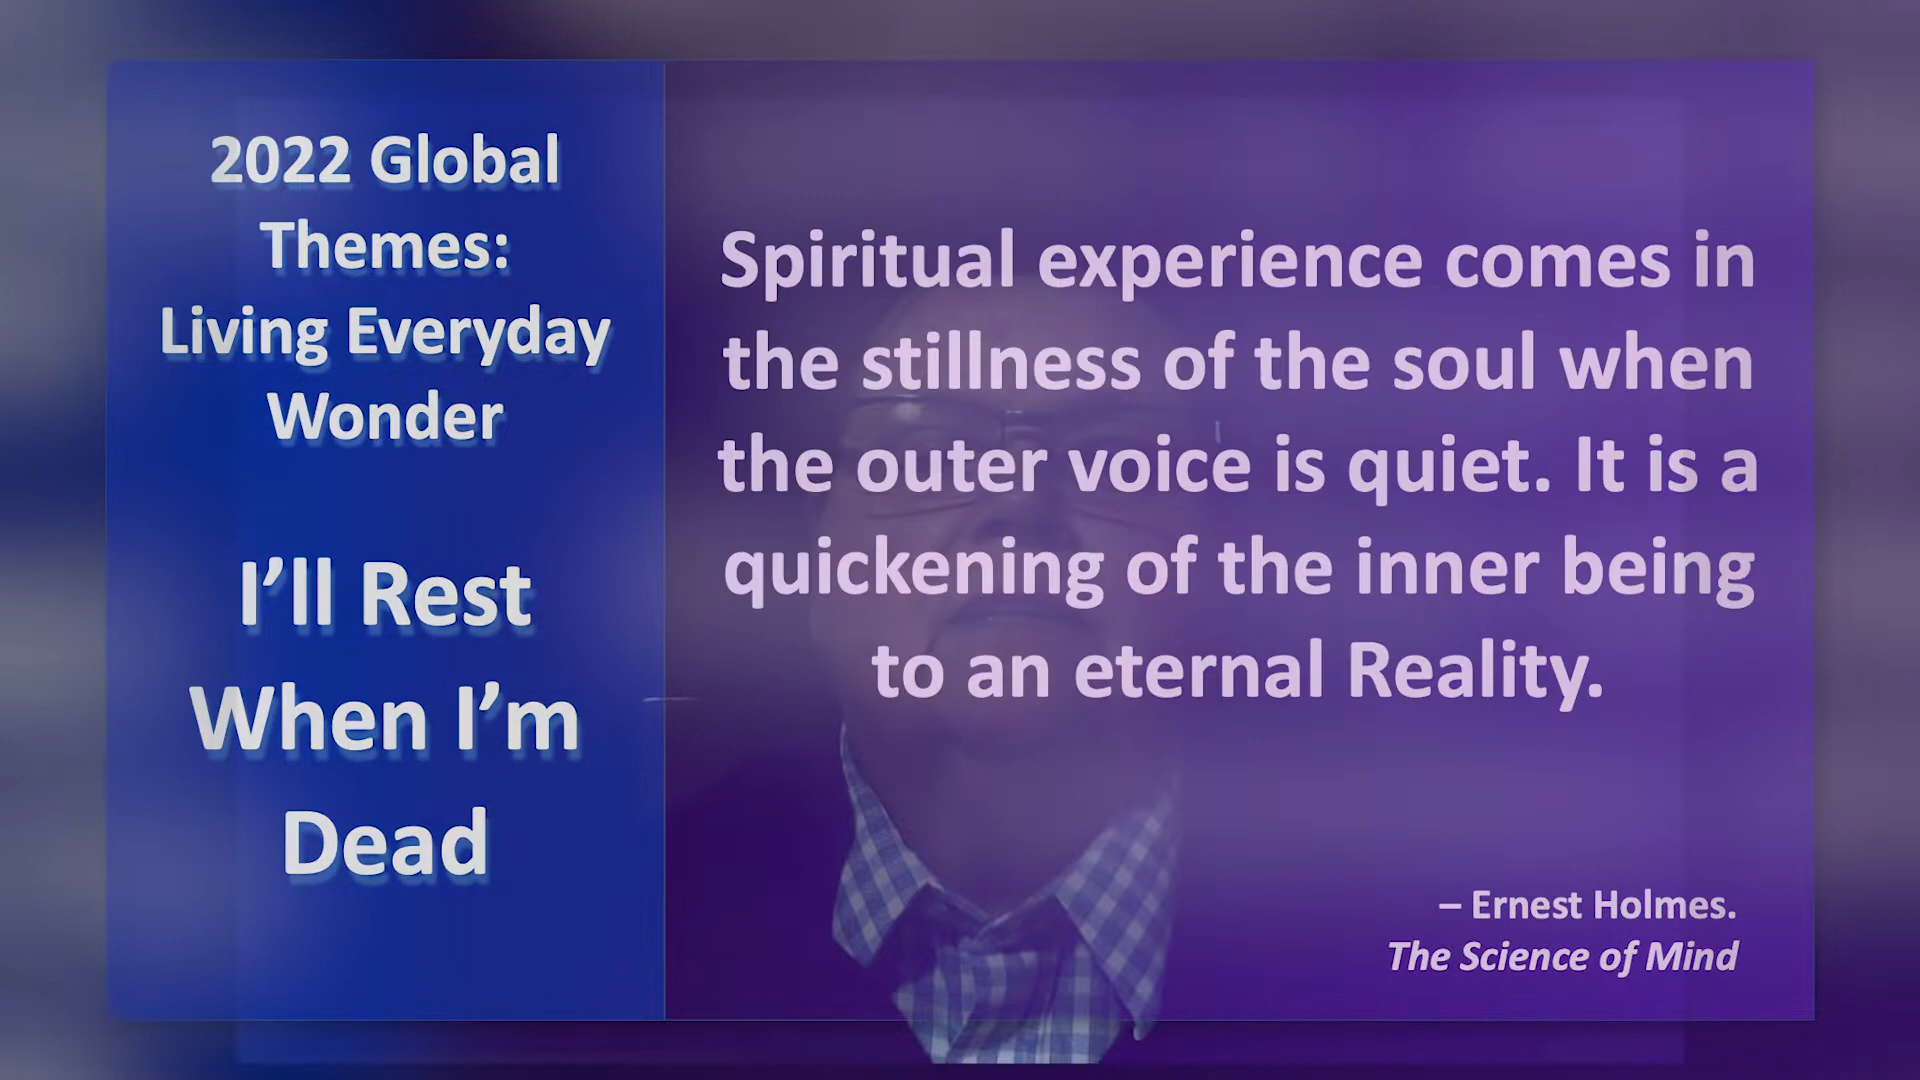 2022 Global
Themes:
Living Everyday
Wonder
I’ll Rest
When I’m
Dead
Spiritual experience comes in
the stillness of the soul when
the outer voice is quiet. It is a
quickening of the inner being
to an eternal Reality.
– Ernest Holmes.
The Science of Mind